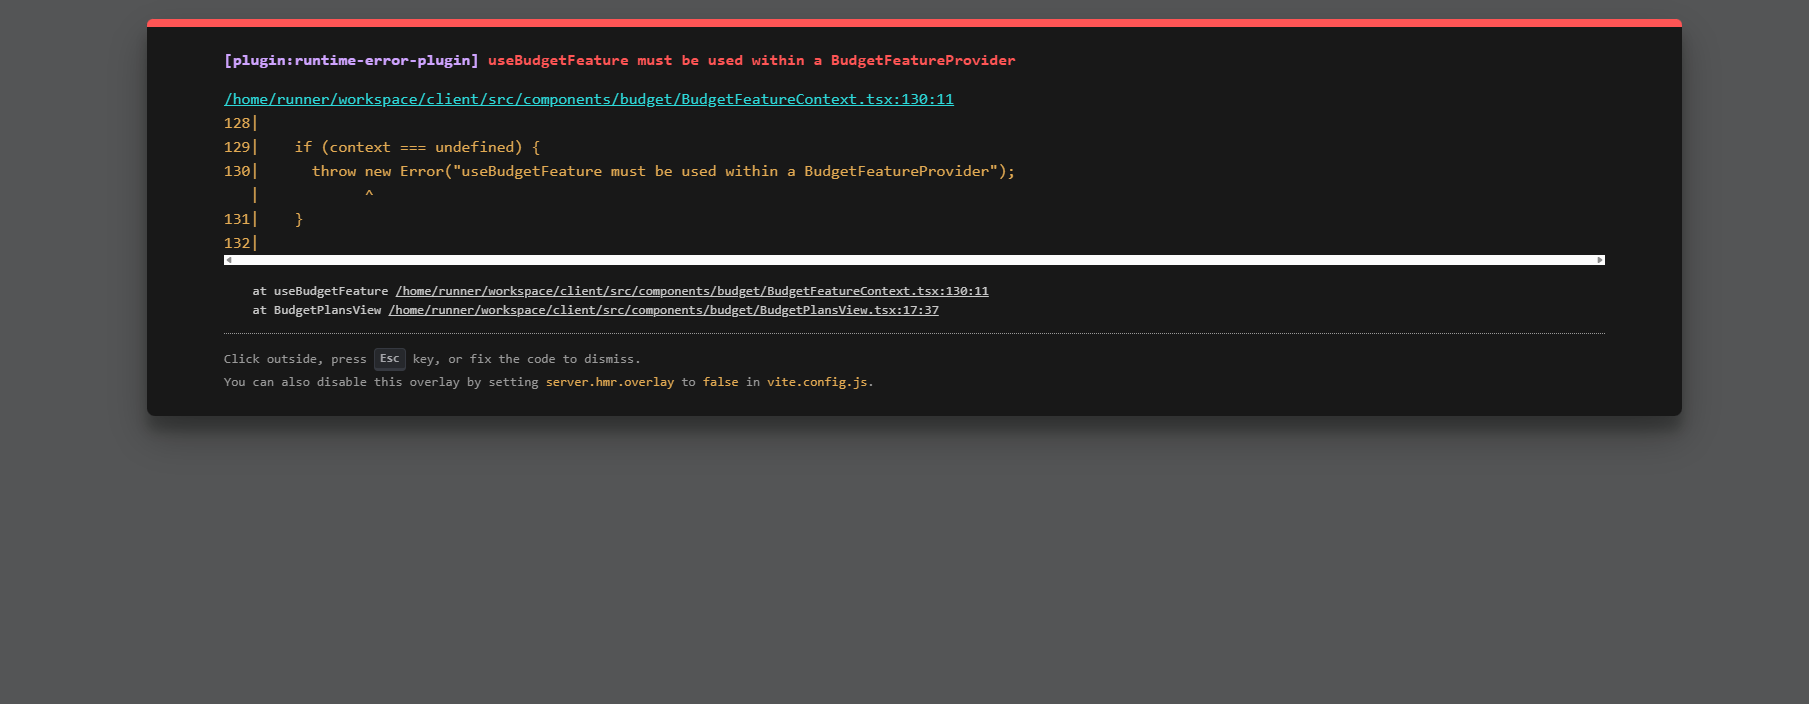 [plugin:runtime-error-plugin] useBudgetFeature must be used within a BudgetFeatureProvider
/home/runner/workspace/client/src/components/budget/BudgetFeatureContext.tsx:130:11
128|
129|    if (context === undefined) {
130|      throw new Error("useBudgetFeature must be used within a BudgetFeatureProvider");
   |            ^
131|    }
132|
at useBudgetFeature /home/runner/workspace/client/src/components/budget/BudgetFeatureContext.tsx:130:11
at BudgetPlansView /home/runner/workspace/client/src/components/budget/BudgetPlansView.tsx:17:37
Click outside, press Esc key, or fix the code to dismiss.
You can also disable this overlay by setting server.hmr.overlay to false in vite.config.js.